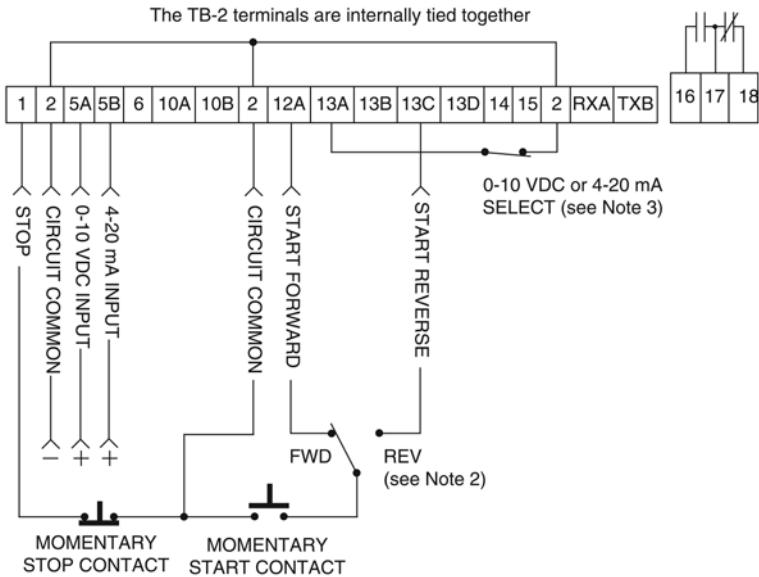 The TB-2 terminals are internally tied together
1 2 5A 5B 6 10A 10B 2 12A 13A 13B 13C 13D 14 15 2 RXA TXB
16 17 18
0-10 VDC or 4-20 mA
SELECT (see Note 3)
STOP
CIRCUIT COMMON
0-10 VDC INPUT
4-20 mA INPUT
CIRCUIT COMMON
START FORWARD
START REVERSE
− + +
FWD
REV
(see Note 2)
MOMENTARY
STOP CONTACT
MOMENTARY
START CONTACT